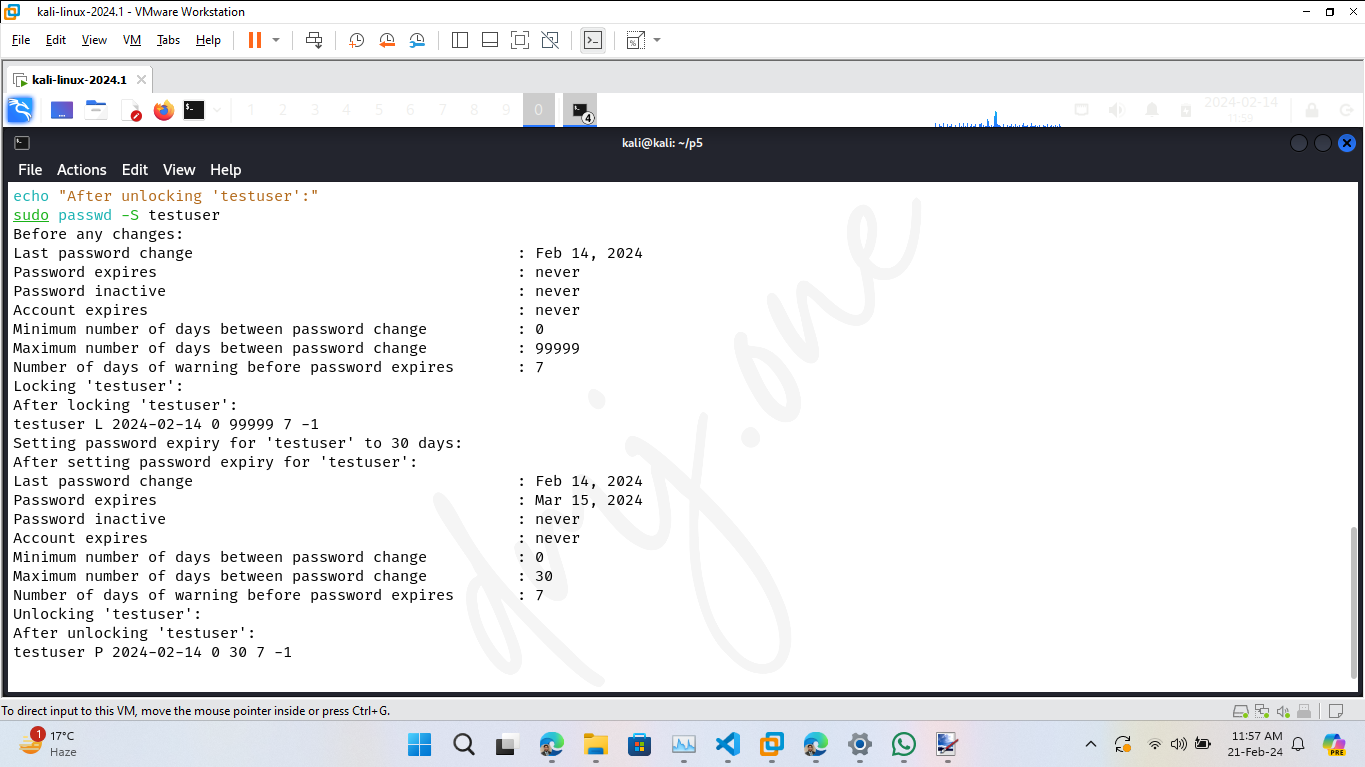 kali-linux-2024.1 - VMware Workstation
File Edit View VM Tabs Help
kali-linux-2024.1
1 2 3 4 5 6 7 8 9 0 4 2024-02-14
11:59
kali@kali: ~/p5
File Actions Edit View Help
echo "After unlocking 'testuser':"
sudo passwd -S testuser
Before any changes:
Last password change : Feb 14, 2024
Password expires : never
Password inactive : never
Account expires : never
Minimum number of days between password change : 0
Maximum number of days between password change : 99999
Number of days of warning before password expires : 7
Locking 'testuser':
After locking 'testuser':
testuser L 2024-02-14 0 99999 7 -1
Setting password expiry for 'testuser' to 30 days:
After setting password expiry for 'testuser':
Last password change : Feb 14, 2024
Password expires : Mar 15, 2024
Password inactive : never
Account expires : never
Minimum number of days between password change : 0
Maximum number of days between password change : 30
Number of days of warning before password expires : 7
Unlocking 'testuser':
After unlocking 'testuser':
testuser P 2024-02-14 0 30 7 -1
To direct input to this VM, move the mouse pointer inside or press Ctrl+G.
1 17°C
Haze
11:57 AM
21-Feb-24
PRE